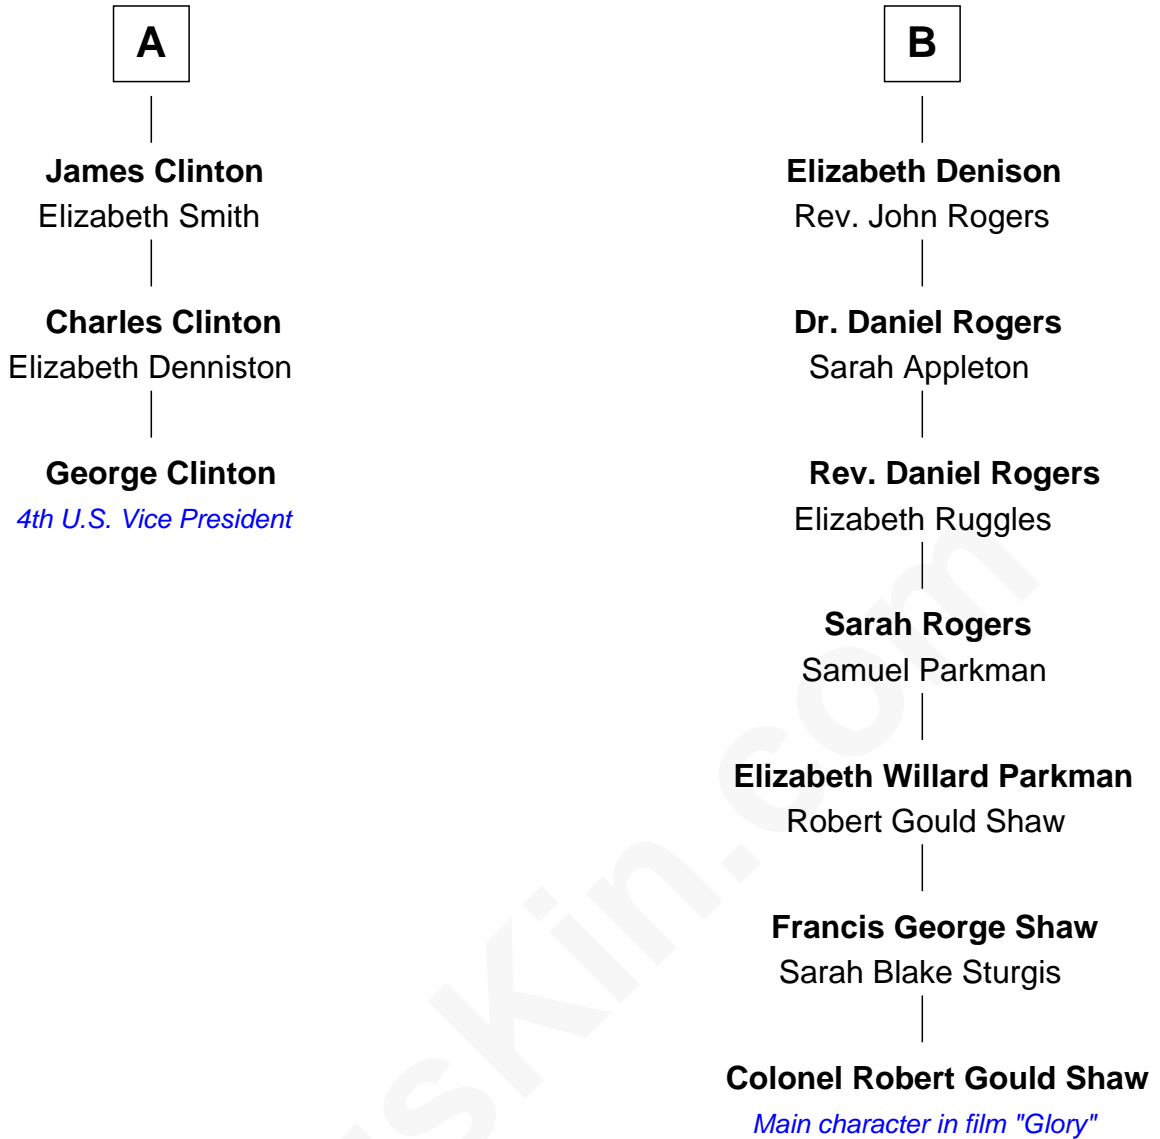 A
James Clinton
Elizabeth Smith
Charles Clinton
Elizabeth Denniston
George Clinton
4th U.S. Vice President
B
Elizabeth Denison
Rev. John Rogers
Dr. Daniel Rogers
Sarah Appleton
Rev. Daniel Rogers
Elizabeth Ruggles
Sarah Rogers
Samuel Parkman
Elizabeth Willard Parkman
Robert Gould Shaw
Francis George Shaw
Sarah Blake Sturgis
Colonel Robert Gould Shaw
Main character in film "Glory"
sKin.com